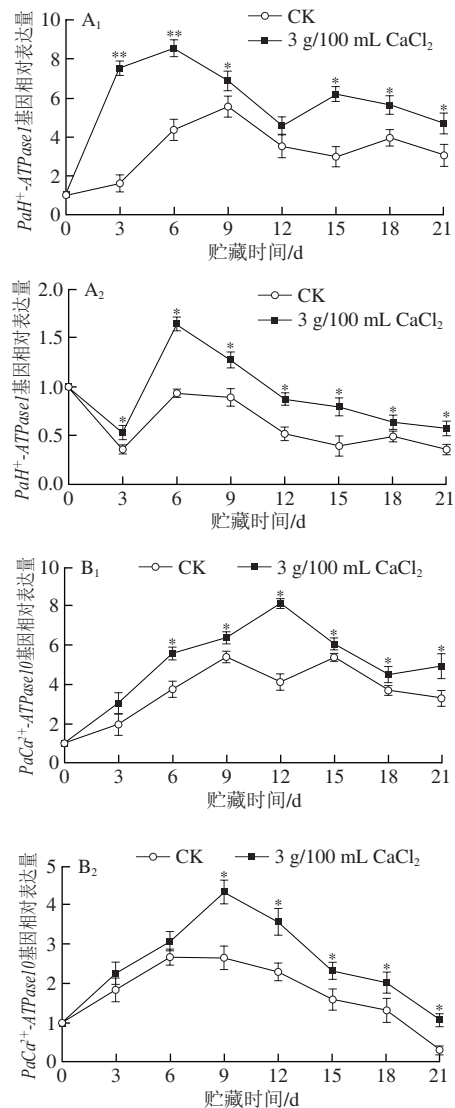 A₁
CK
3 g/100 mL CaCl₂
PaH⁺-ATPase1基因相对表达量
10
8
6
4
2
0
** ** * * * *
0 3 6 9 12 15 18 21
贮藏时间/d
A₂
CK
3 g/100 mL CaCl₂
PaH⁺-ATPase1基因相对表达量
2.0
1.5
1.0
0.5
0.0
* * * * * * *
0 3 6 9 12 15 18 21
贮藏时间/d
B₁
CK
3 g/100 mL CaCl₂
PaCa²⁺-ATPase10基因相对表达量
10
8
6
4
2
0
* * * * * *
0 3 6 9 12 15 18 21
贮藏时间/d
B₂
CK
3 g/100 mL CaCl₂
PaCa²⁺-ATPase10基因相对表达量
5
4
3
2
1
0
* * * * *
0 3 6 9 12 15 18 21
贮藏时间/d